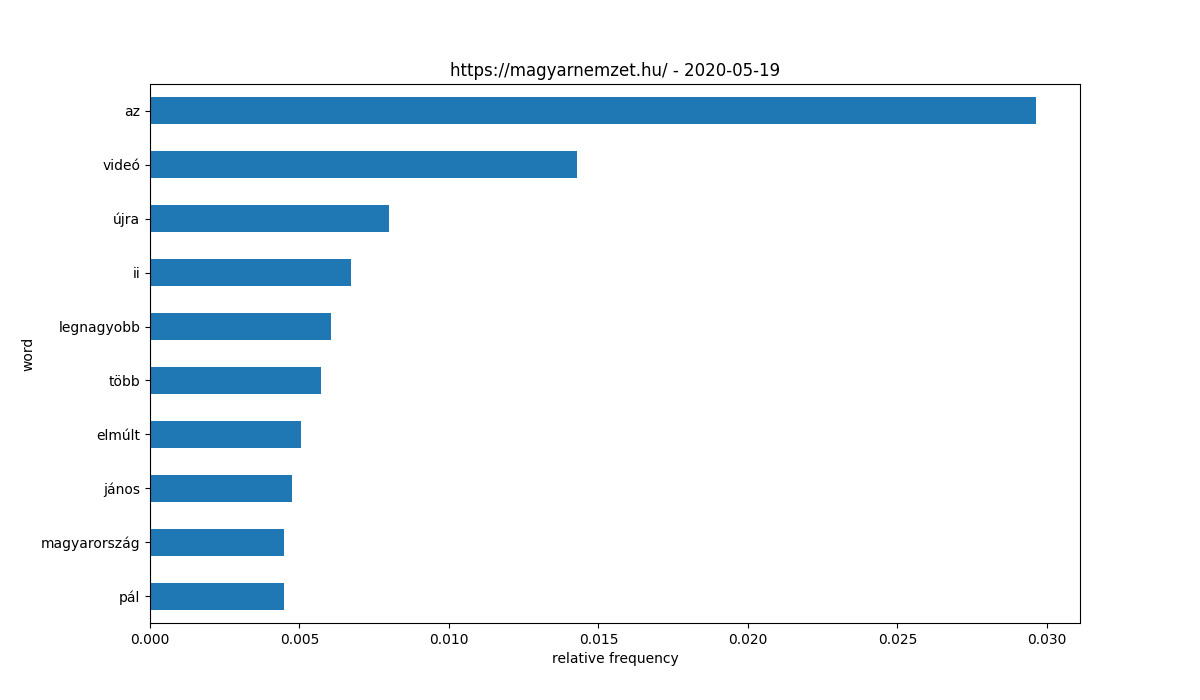 https://magyarnemzet.hu/ - 2020-05-19
az
videó
újra
ii
legnagyobb
több
elmúlt
jános
magyarország
pál
word
0.000 0.005 0.010 0.015 0.020 0.025 0.030
relative frequency